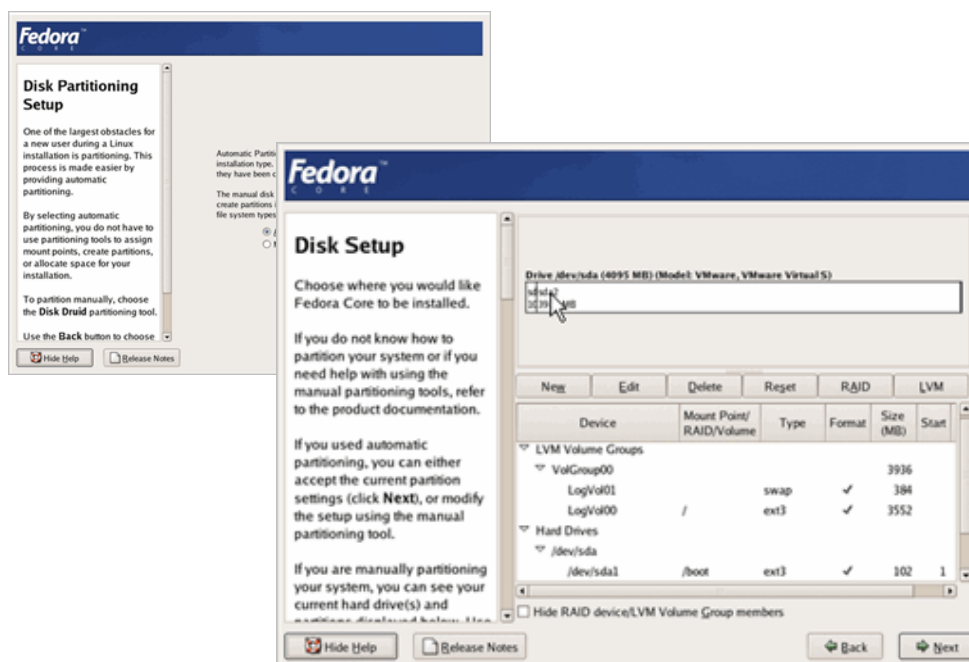 Fedora™
CORE
Disk Partitioning
Setup
One of the largest obstacles for
a new user during a Linux
installation is partitioning. This
process is made easier by
providing automatic
partitioning.
By selecting automatic
partitioning, you do not have to
use partitioning tools to assign
mount points, create partitions,
or allocate space for your
installation.
To partition manually, choose
the Disk Druid partitioning tool.
Use the Back button to choose
Automatic Partiti
installation type.
they have been c
The manual disk
create partitions i
file system types
Hide Help
Release Notes
Fedora™
CORE
Disk Setup
Choose where you would like
Fedora Core to be installed.
If you do not know how to
partition your system or if you
need help with using the
manual partitioning tools, refer
to the product documentation.
If you used automatic
partitioning, you can either
accept the current partition
settings (click Next), or modify
the setup using the manual
partitioning tool.
If you are manually partitioning
your system, you can see your
current hard drive(s) and
partitions displayed below. Use
Drive /dev/sda (4095 MB) (Model: VMware, VMware Virtual S)
MB
New Edit Delete Reset RAID LVM
Device Mount Point/ RAID/Volume Type Format Size (MB) Start
LVM Volume Groups
VolGroup00 3936
LogVol01 swap ✓ 384
LogVol00 / ext3 ✓ 3552
Hard Drives
/dev/sda
/dev/sda1 /boot ext3 ✓ 102 1
Hide RAID device/LVM Volume Group members
Hide Help
Release Notes
Back
Next